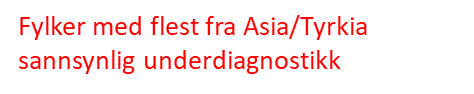 Fylker med flest fra Asia/Tyrkia
sannsynlig underdiagnostikk